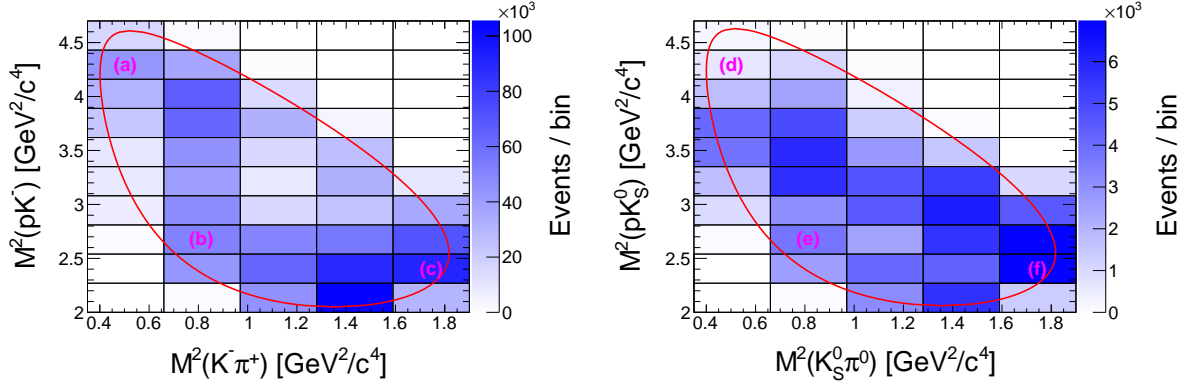 ×10³
4.5
4
3.5
3
2.5
2
M²(pK⁻) [GeV²/c⁴]
(a)
(b)
(c)
100
80
60
40
20
0
Events / bin
0.4 0.6 0.8 1 1.2 1.4 1.6 1.8
M²(K⁻π⁺) [GeV²/c⁴]
×10³
4.5
4
3.5
3
2.5
2
M²(pK⁰S) [GeV²/c⁴]
(d)
(e)
(f)
6
5
4
3
2
1
0
Events / bin
0.4 0.6 0.8 1 1.2 1.4 1.6 1.8
M²(K⁰Sπ⁰) [GeV²/c⁴]